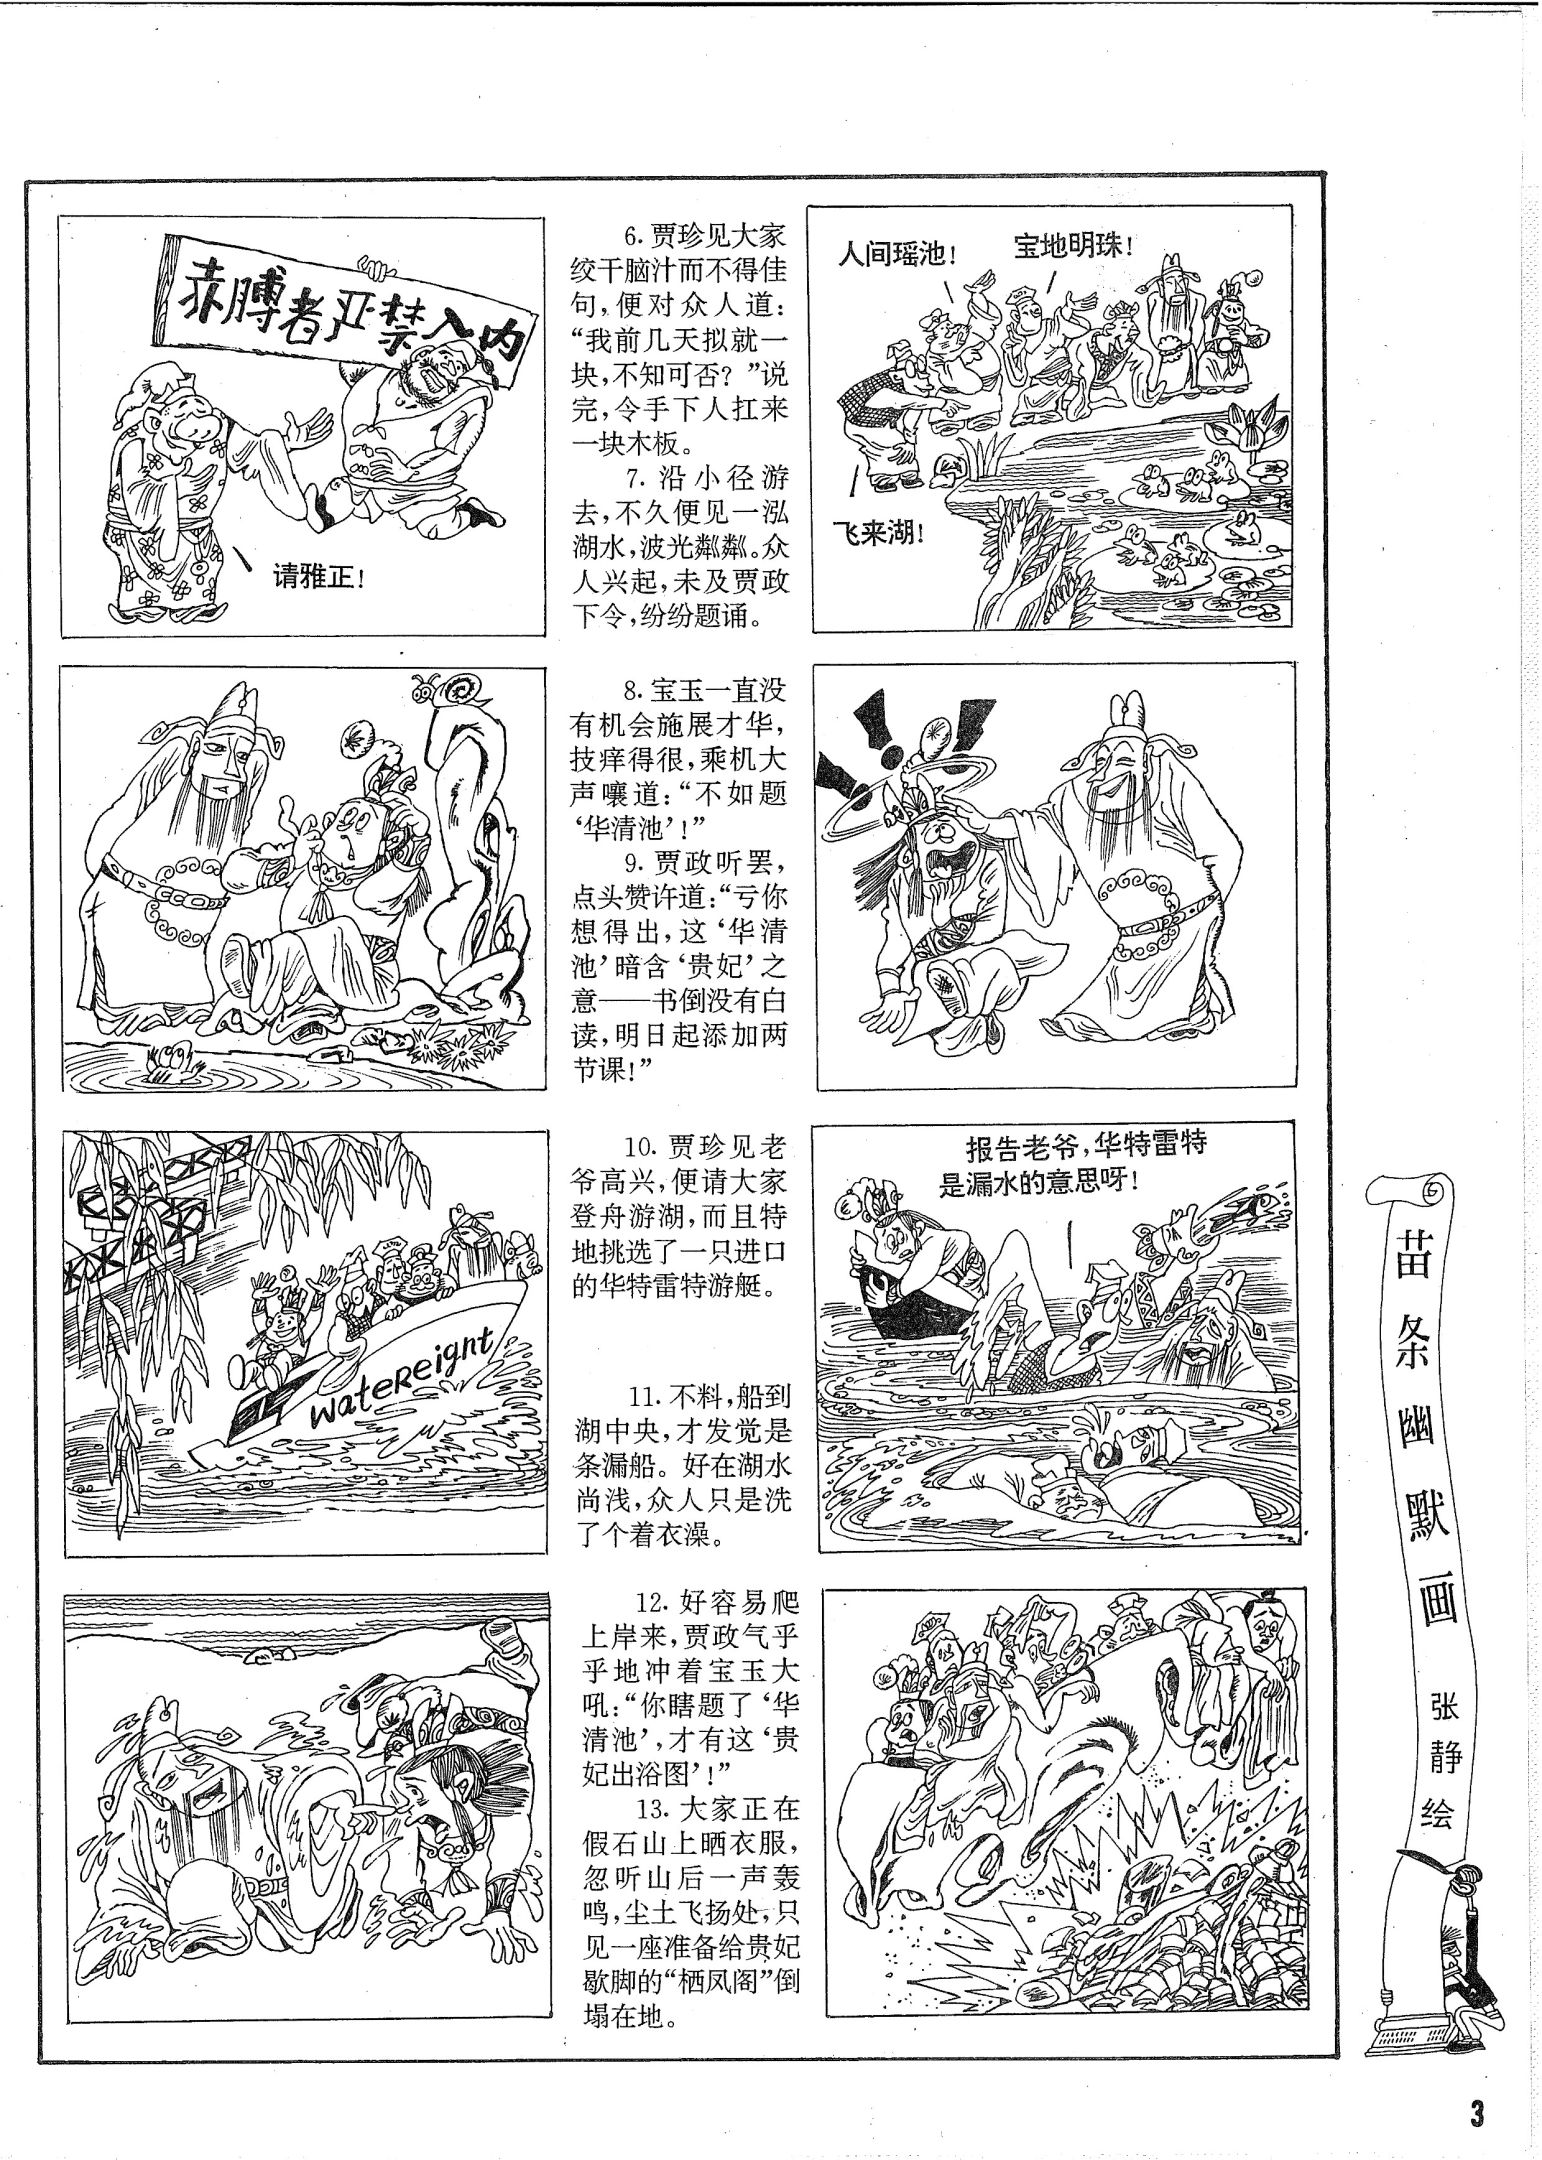 赤膊者严禁入内
请雅正！
6. 贾珍见大家
绞干脑汁而不得佳
句，便对众人道：
“我前几天拟就一
块，不知可否？”说
完，令手下人扛来
一块木板。
7. 沿小径游
去，不久便见一泓
湖水，波光粼粼。众
人兴起，未及贾政
下令，纷纷题诵。
人间瑶池！
宝地明珠！
飞来湖！
8. 宝玉一直没
有机会施展才华，
技痒得很，乘机大
声嚷道：“不如题
‘华清池’！”
9. 贾政听罢，
点头赞许道：“亏你
想得出，这‘华清
池’暗含‘贵妃’之
意——书倒没有白
读，明日起添加两
节课！”
watereight
10. 贾珍见老
爷高兴，便请大家
登舟游湖，而且特
地挑选了一只进口
的华特雷特游艇。
11. 不料，船到
湖中央，才发觉是
条漏船。好在湖水
尚浅，众人只是洗
了个着衣澡。
报告老爷，华特雷特
是漏水的意思呀！
12. 好容易爬
上岸来，贾政气乎
乎地冲着宝玉大
吼：“你瞎题了‘华
清池’，才有这‘贵
妃出浴图’！”
13. 大家正在
假石山上晒衣服，
忽听山后一声轰
鸣，尘土飞扬处，只
见一座准备给贵妃
歇脚的“栖凤阁”倒
塌在地。
苗条幽默画
张静绘
3